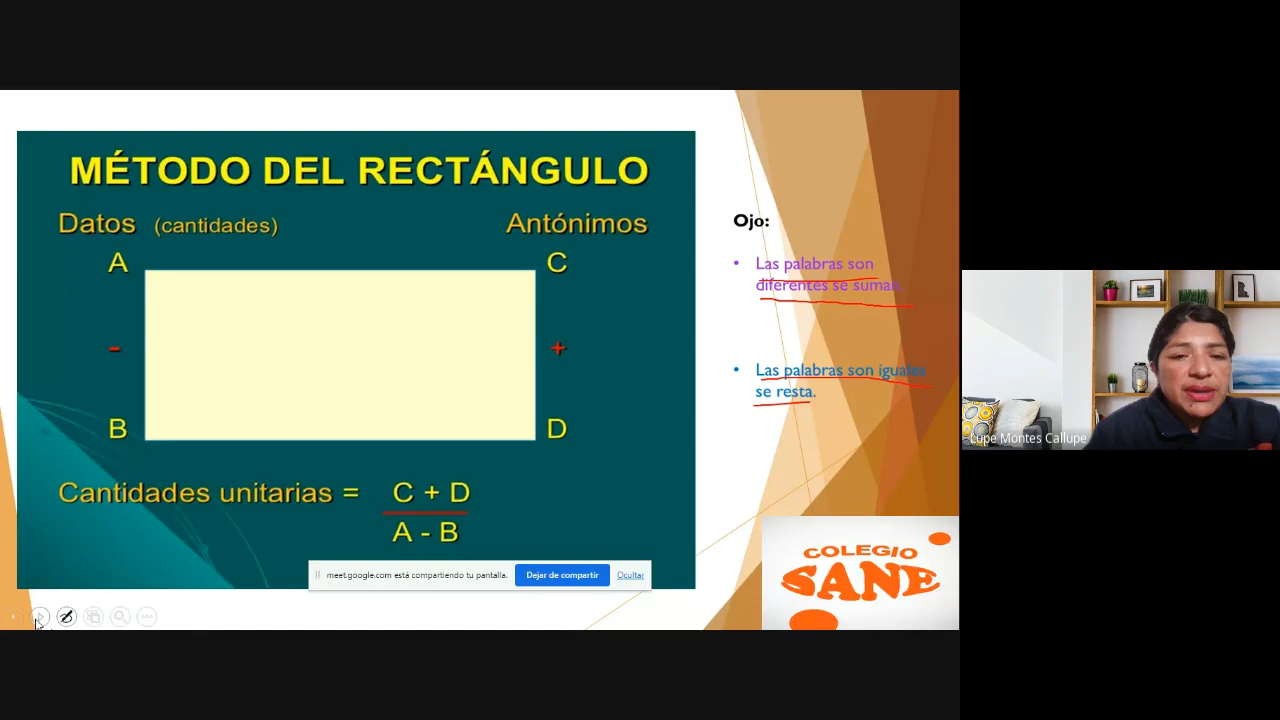 MÉTODO DEL RECTÁNGULO
Datos (cantidades) Antónimos
A C
- +
B D
Cantidades unitarias = C + D
A - B
Ojo:
• Las palabras son
diferentes se suman.
• Las palabras son iguales
se resta.
COLEGIO
SANE
meet.google.com está compartiendo tu pantalla. Dejar de compartir Ocultar
Lupe Montes Callupe